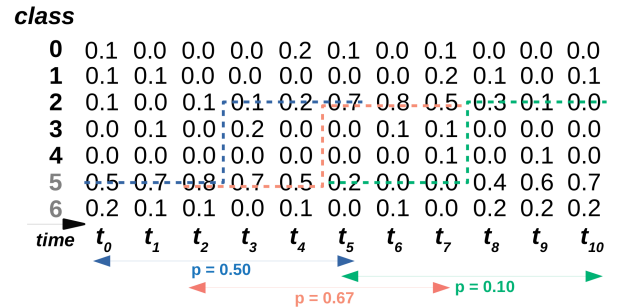 class
0 0.1 0.0 0.0 0.0 0.2 0.1 0.0 0.1 0.0 0.0 0.0
1 0.1 0.1 0.0 0.0 0.0 0.0 0.0 0.2 0.1 0.0 0.1
2 0.1 0.0 0.1 0.1 0.2 0.7 0.8 0.5 0.3 0.1 0.0
3 0.0 0.1 0.0 0.2 0.0 0.0 0.1 0.1 0.0 0.0 0.0
4 0.0 0.0 0.0 0.0 0.0 0.0 0.0 0.1 0.0 0.1 0.0
5 0.5 0.7 0.8 0.7 0.5 0.2 0.0 0.0 0.4 0.6 0.7
6 0.2 0.1 0.1 0.0 0.1 0.0 0.1 0.0 0.2 0.2 0.2
time t0 t1 t2 t3 t4 t5 t6 t7 t8 t9 t10
p = 0.50
p = 0.67
p = 0.10